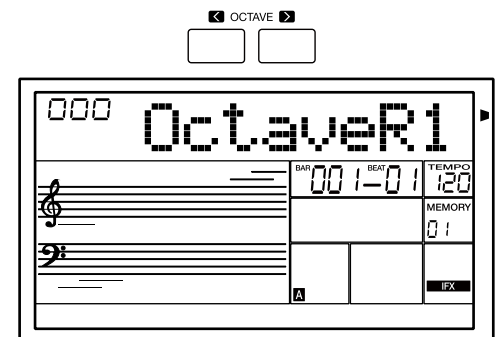 OCTAVE
000 OctaveR1
BAR 001 BEAT -01 TEMPO 120
MEMORY
01
A IFX